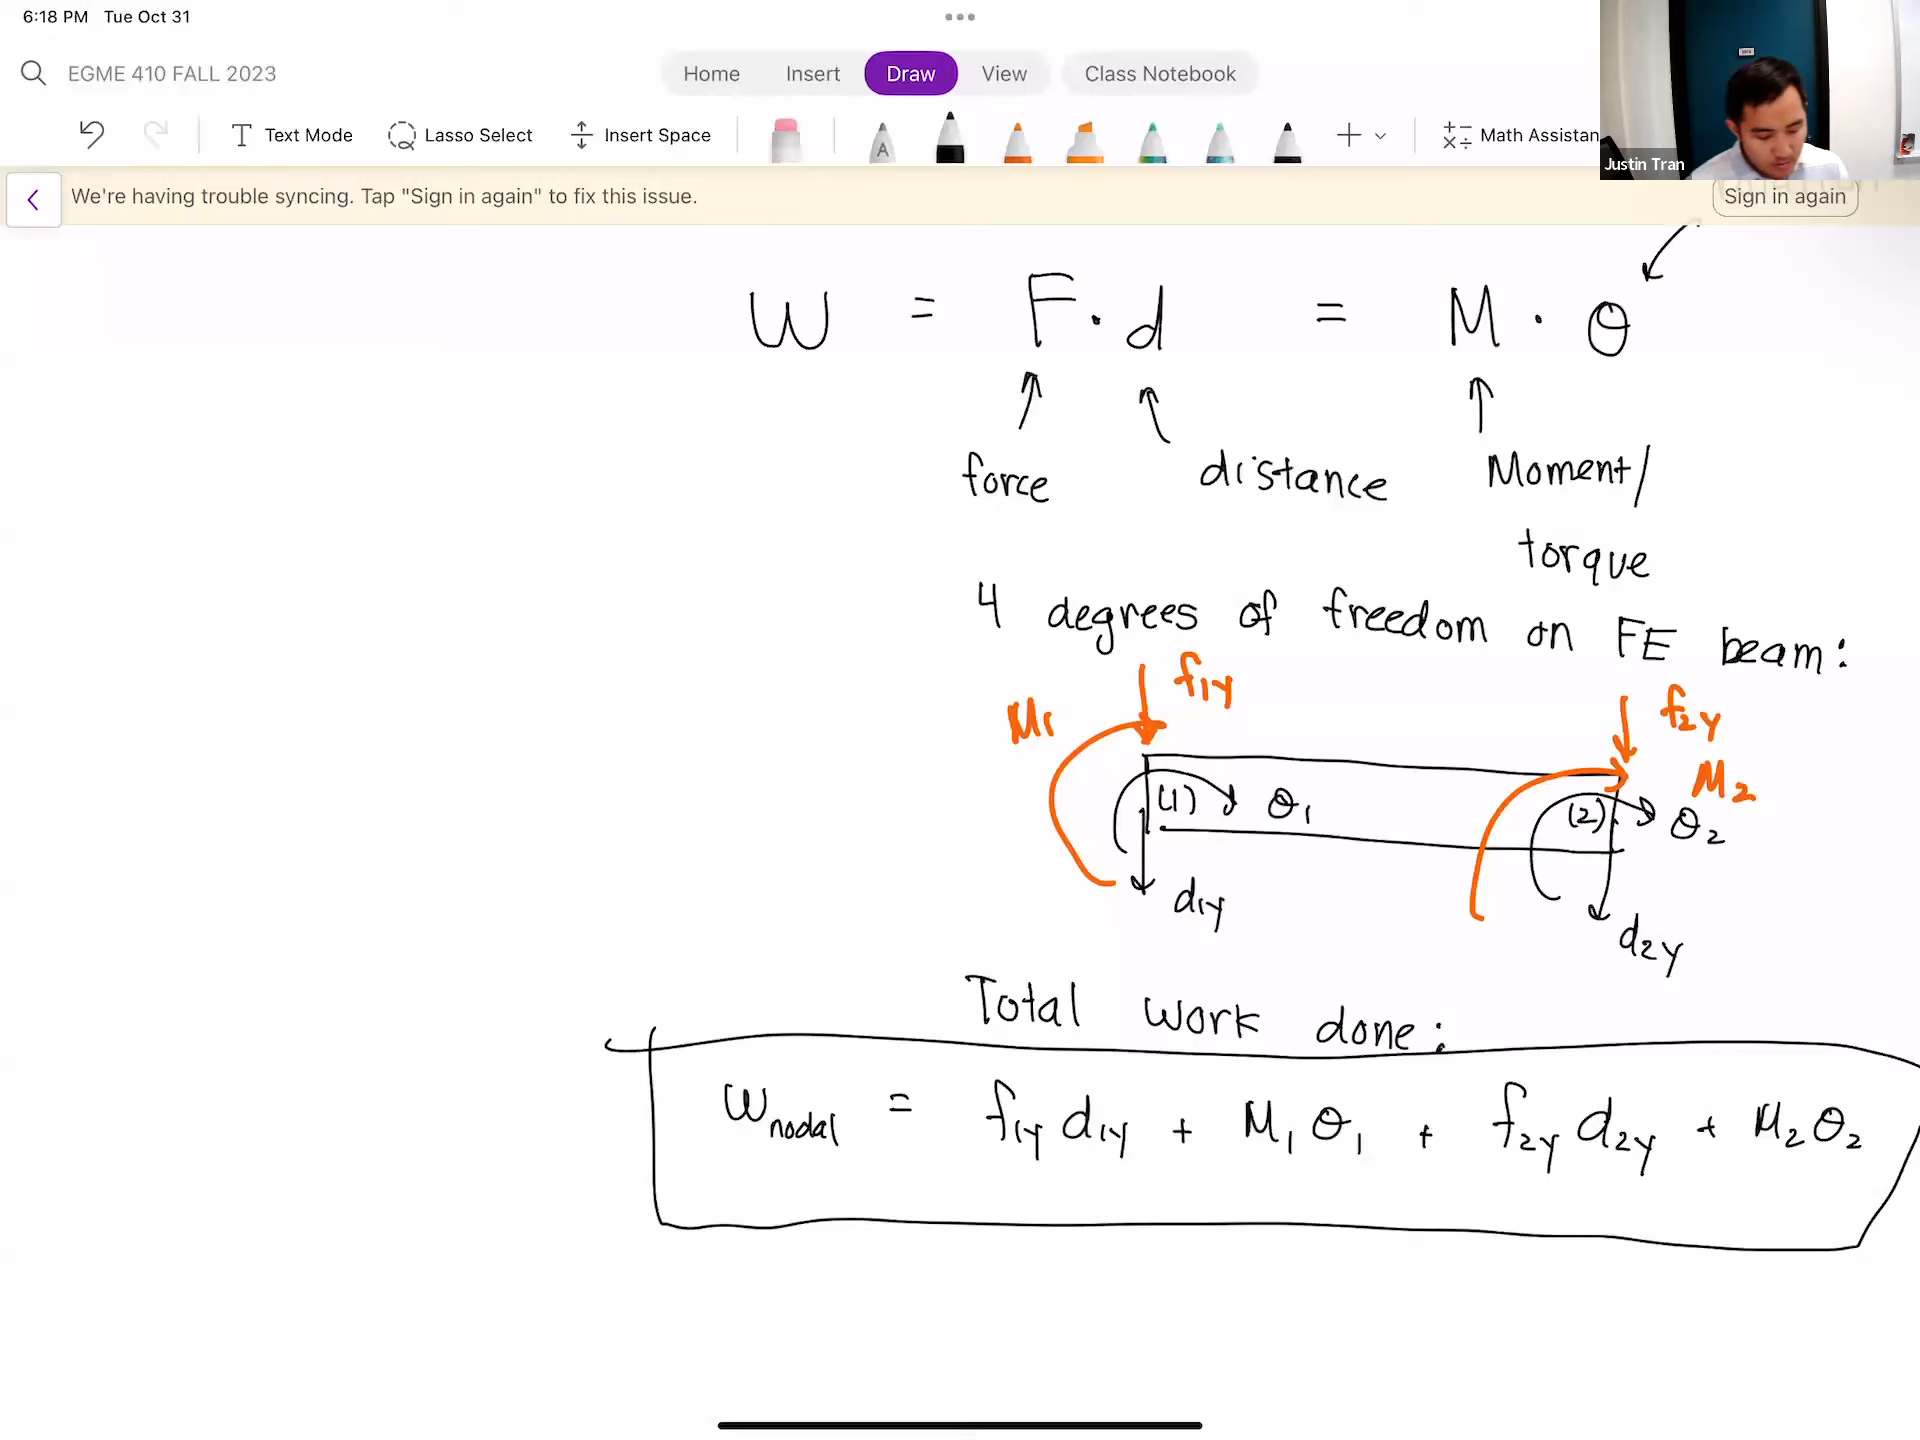 6:18 PM Tue Oct 31
EGME 410 FALL 2023
Home Insert Draw View Class Notebook
Text Mode Lasso Select Insert Space A Math Assistan
Justin Tran
We're having trouble syncing. Tap "Sign in again" to fix this issue.
Sign in again
W = F · d = M · θ
force distance Moment/
torque
4 degrees of freedom on FE beam:
f1y
M1
f2y
M2
(1) θ1
(2) θ2
d1y
d2y
Total work done:
Wnodal = f1y d1y + M1 θ1 + f2y d2y + M2 θ2